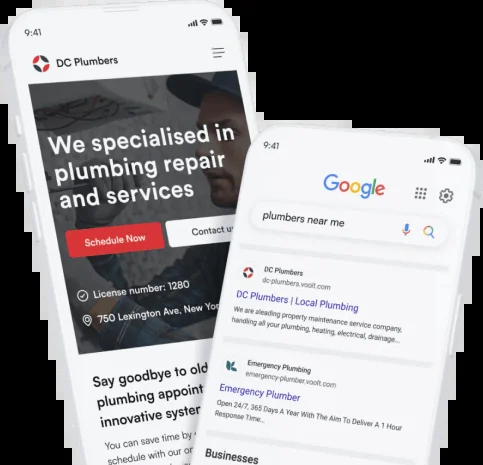 9:41
DC Plumbers
We specialised in
plumbing repair
and services
Schedule Now
Contact us
License number: 1280
750 Lexington Ave, New Yo
Say goodbye to old
plumbing appoint
innovative system
You can save time by
schedule with our on
9:41
Google
plumbers near me
DC Plumbers
dc-plumbers.voolt.com
DC Plumbers | Local Plumbing
We are aleading property maintenance service company,
handling all your plumbing, heating, electrical, drainage...
Emergency Plumbing
emergency-plumber.voolt.com
Emergency Plumber
Open 24/7, 365 Days A Year With The Aim To Deliver A 1 Hour
Response Time...
Businesses